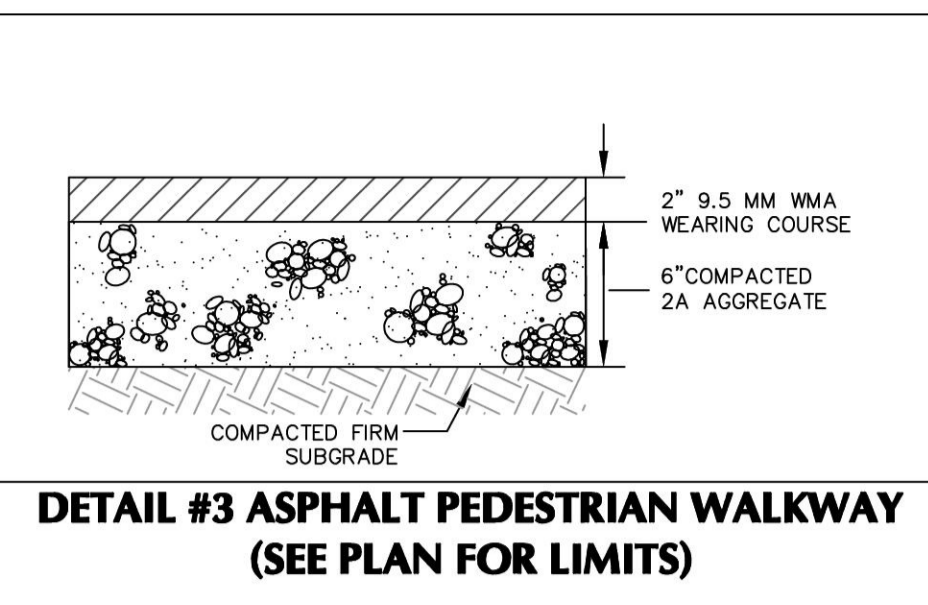 2" 9.5 MM WMA
WEARING COURSE
6"COMPACTED
2A AGGREGATE
COMPACTED FIRM
SUBGRADE
DETAIL #3 ASPHALT PEDESTRIAN WALKWAY
(SEE PLAN FOR LIMITS)